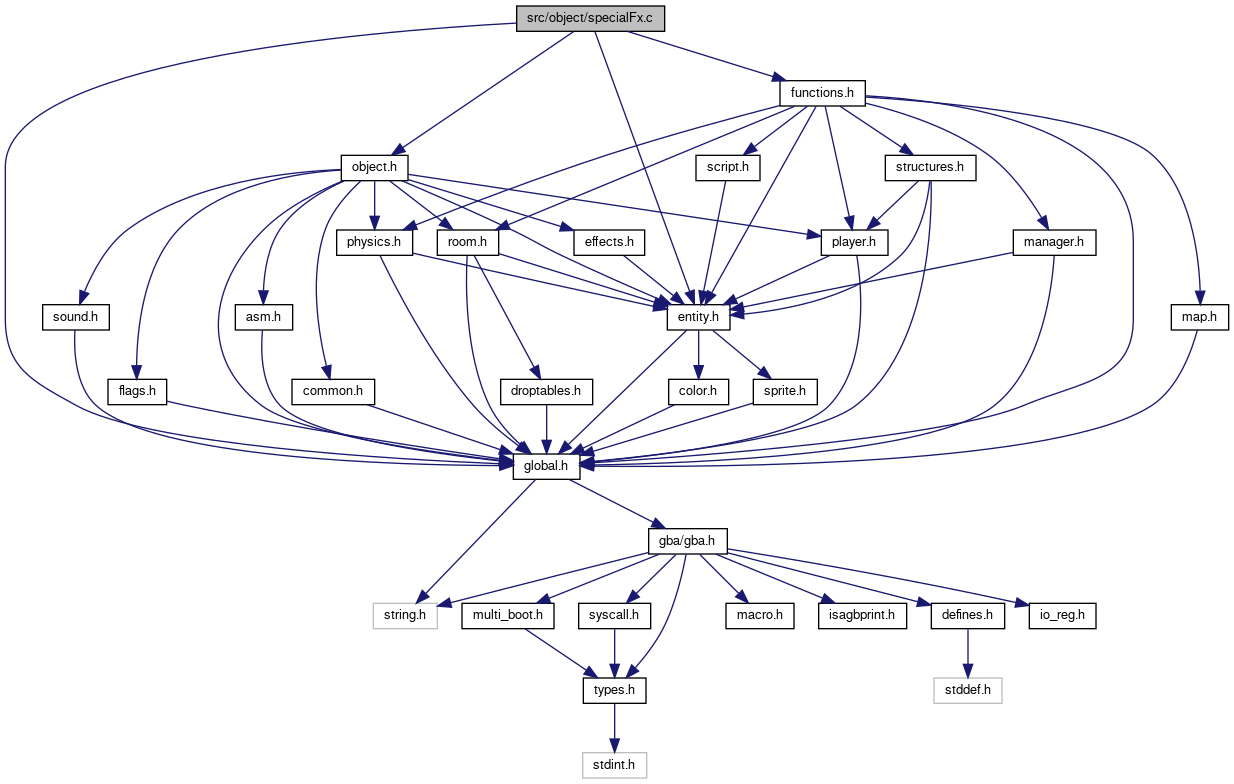 src/object/specialFx.c
functions.h
object.h
script.h
structures.h
physics.h
room.h
effects.h
player.h
manager.h
sound.h
asm.h
entity.h
map.h
flags.h
common.h
droptables.h
color.h
sprite.h
global.h
gba/gba.h
string.h
multi_boot.h
syscall.h
macro.h
isagbprint.h
defines.h
io_reg.h
types.h
stddef.h
stdint.h